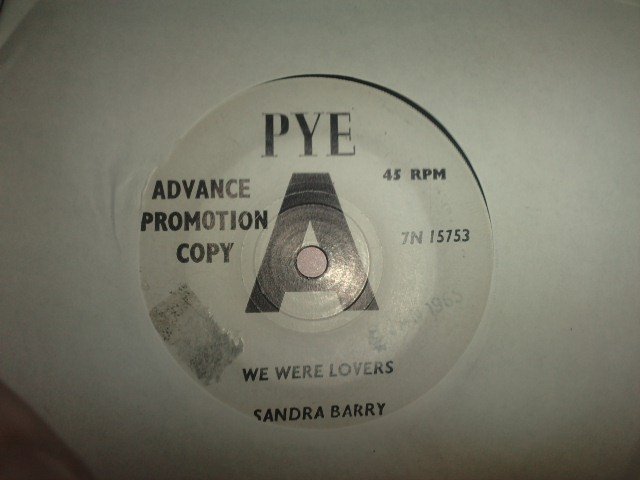 PYE
45 RPM
ADVANCE
PROMOTION
COPY
A
7N 15753
WE WERE LOVERS
SANDRA BARRY